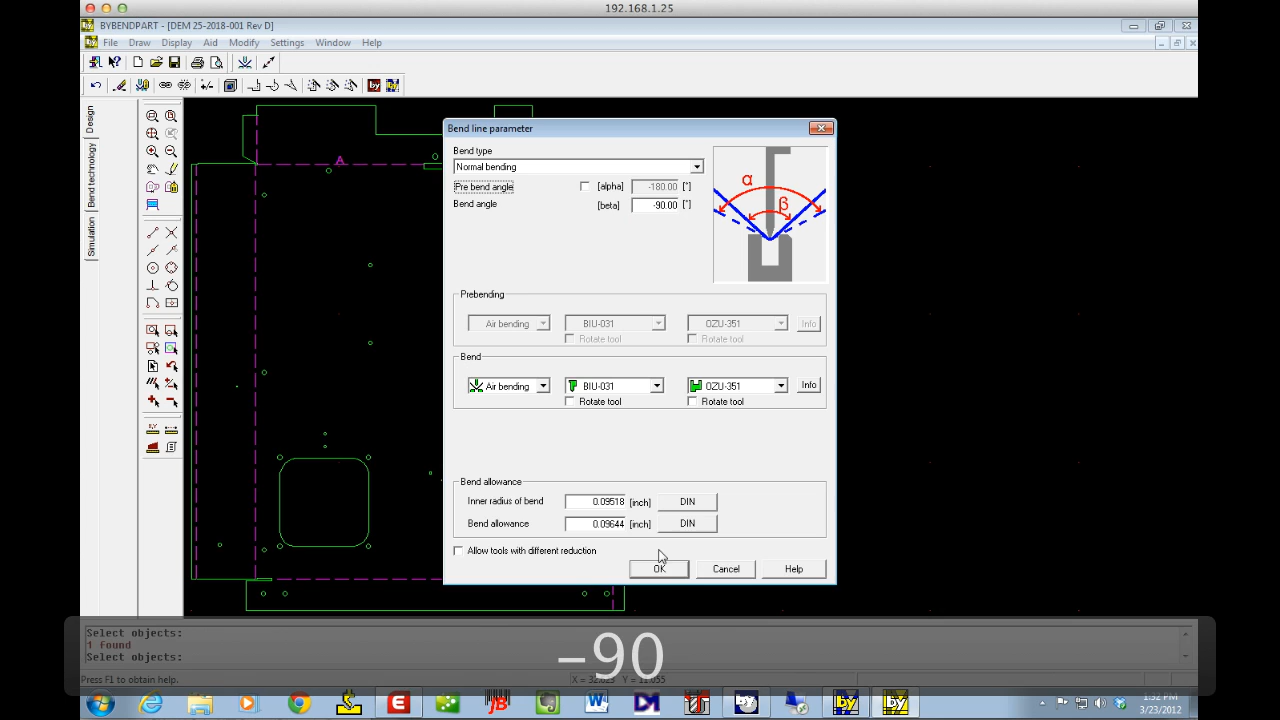 192.168.1.25
BYBENDPART - [DEM 25-2018-001 Rev D]
File Draw Display Aid Modify Settings Window Help
Design
Bend technology
Simulation
A
Bend line parameter
Bend type
Normal bending
Pre bend angle [alpha] -180.00 [°]
Bend angle [beta] -90.00 [°]
α
β
Prebending
Air bending BIU-031 OZU-351 Info
Rotate tool Rotate tool
Bend
Air bending BIU-031 OZU-351 Info
Rotate tool Rotate tool
Bend allowance
Inner radius of bend 0.09518 [inch] DIN
Bend allowance 0.09644 [inch] DIN
Allow tools with different reduction
OK Cancel Help
Select objects:
1 found
Select objects:
-90
Press F1 to obtain help.
1:32 PM
3/23/2012